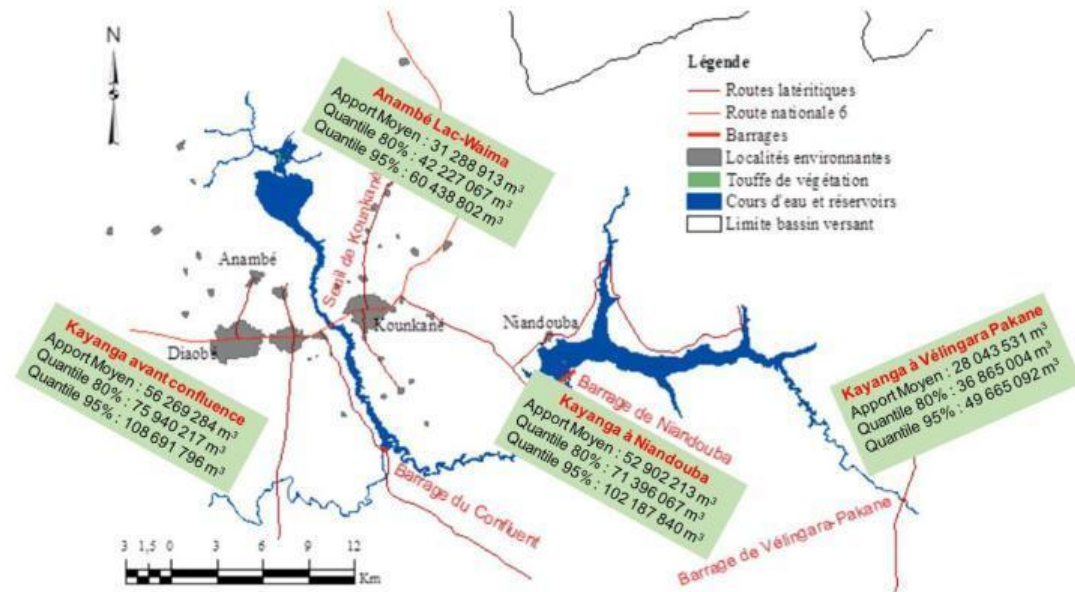 N
Anambé Lac-Waima
Apport Moyen : 31 288 913 m³
Quantile 80% : 42 227 067 m³
Quantile 95% : 60 438 802 m³
Légende
Routes latéritiques
Route nationale 6
Barrages
Localités environnantes
Touffe de végétation
Cours d'eau et réservoirs
Limite bassin versant
Seuil de Kounkané
Anambé
Kounkané
Diaobé
Niandouba
Kayanga avant confluence
Apport Moyen : 56 269 284 m³
Quantile 80% : 75 940 217 m³
Quantile 95% : 108 691 796 m³
Barrage de Niandouba
Kayanga à Niandouba
Apport Moyen : 52 902 213 m³
Quantile 80% : 71 396 067 m³
Quantile 95% : 102 187 840 m³
Kayanga à Vélingara Pakane
Apport Moyen : 28 043 531 m³
Quantile 80% : 36 865 004 m³
Quantile 95% : 49 665 092 m³
Barrage du Confluent
Barrage de Vélingara-Pakane
3 1,5 0 3 6 9 12
Km